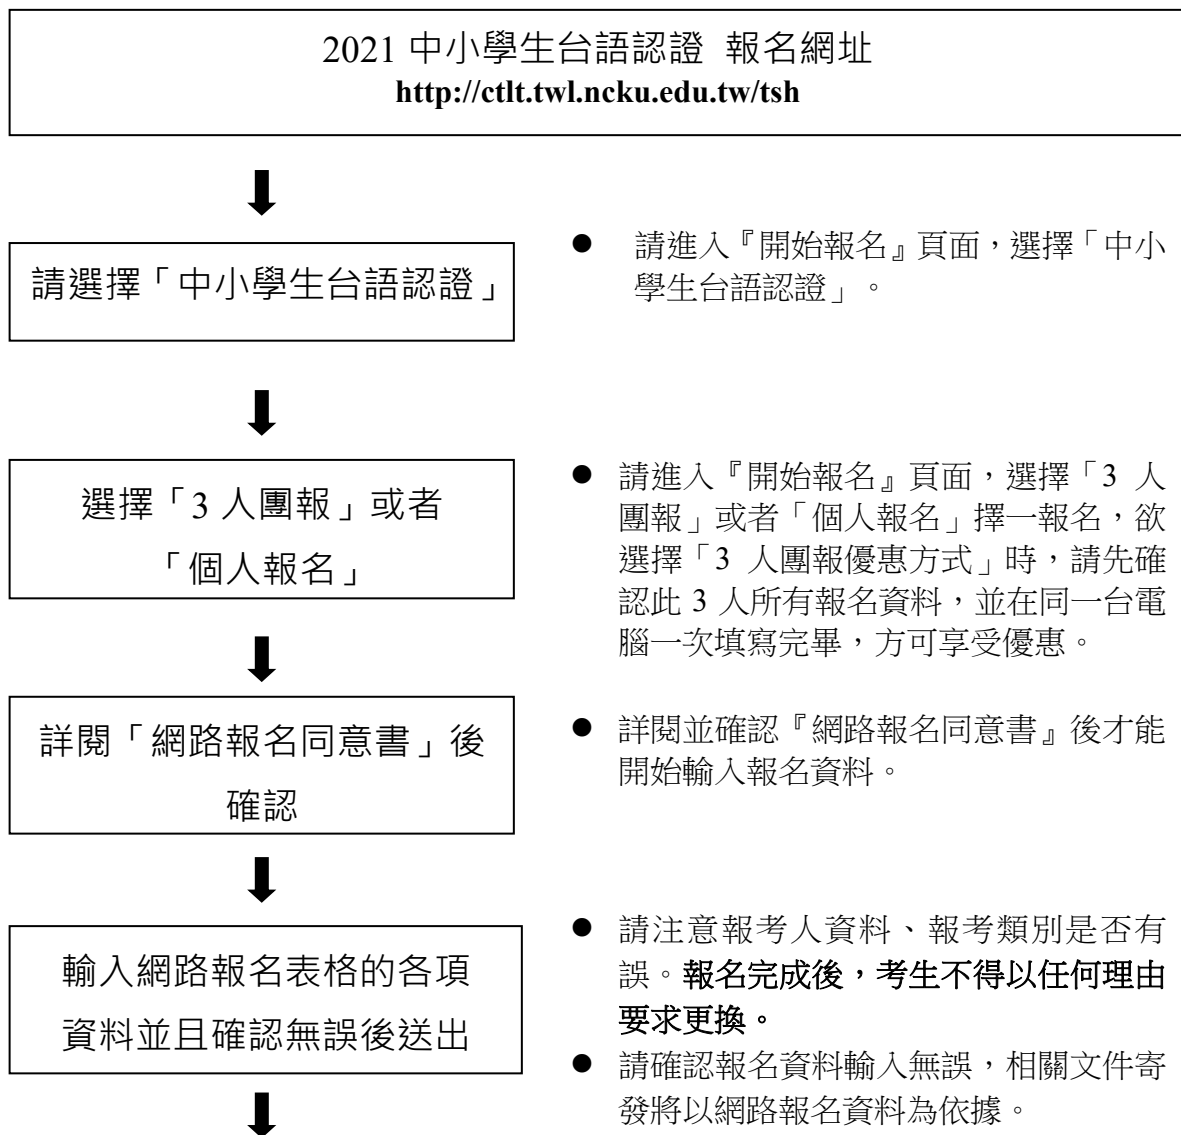 2021 中小學生台語認證 報名網址
http://ctlt.twl.ncku.edu.tw/tsh
請選擇「中小學生台語認證」
● 請進入『開始報名』頁面，選擇「中小
學生台語認證」。
選擇「3 人團報」或者
「個人報名」
● 請進入『開始報名』頁面，選擇「3 人
團報」或者「個人報名」擇一報名，欲
選擇「3 人團報優惠方式」時，請先確
認此 3 人所有報名資料，並在同一台電
腦一次填寫完畢，方可享受優惠。
詳閱「網路報名同意書」後
確認
● 詳閱並確認『網路報名同意書』後才能
開始輸入報名資料。
輸入網路報名表格的各項
資料並且確認無誤後送出
● 請注意報考人資料、報考類別是否有
誤。報名完成後，考生不得以任何理由
要求更換。
● 請確認報名資料輸入無誤，相關文件寄
發將以網路報名資料為依據。